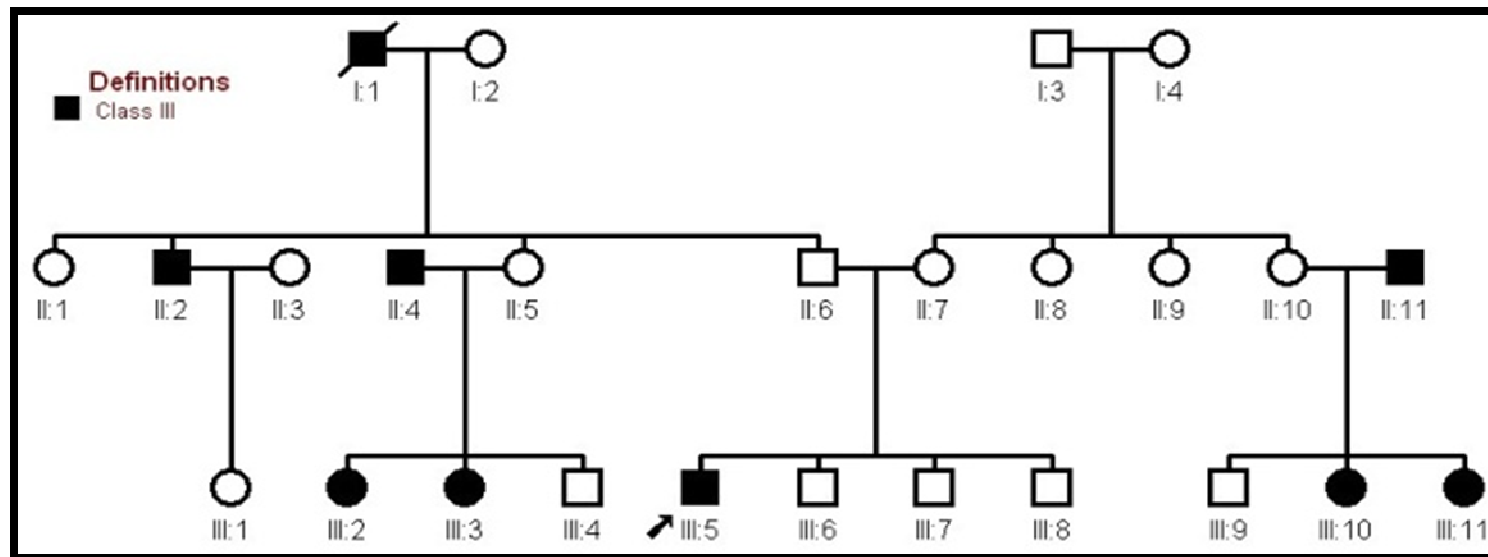 Definitions
Class III
I:1 I:2 I:3 I:4
II:1 II:2 II:3 II:4 II:5 II:6 II:7 II:8 II:9 II:10 II:11
III:1 III:2 III:3 III:4 III:5 III:6 III:7 III:8 III:9 III:10 III:11